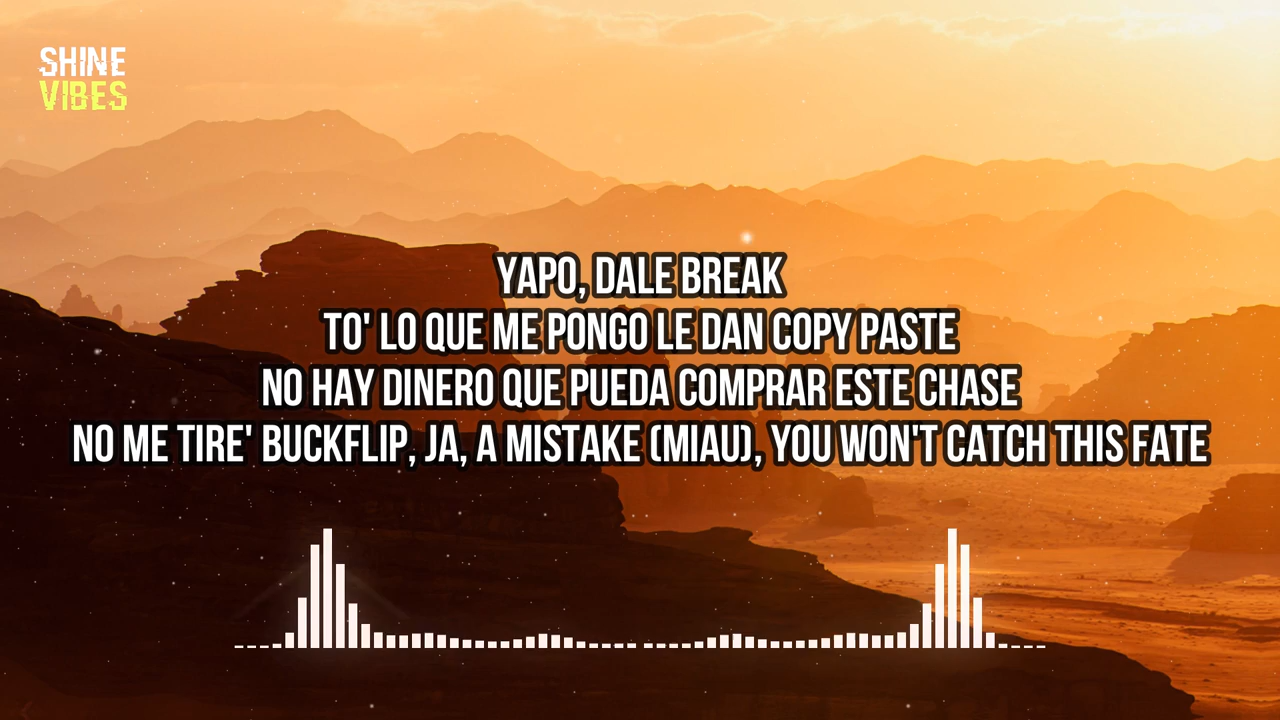 SHINE
VIBES
YAPO, DALE BREAK
TO' LO QUE ME PONGO LE DAN COPY PASTE
NO HAY DINERO QUE PUEDA COMPRAR ESTE CHASE
NO ME TIRE' BUCKFLIP, JA, A MISTAKE (MIAU), YOU WON'T CATCH THIS FATE